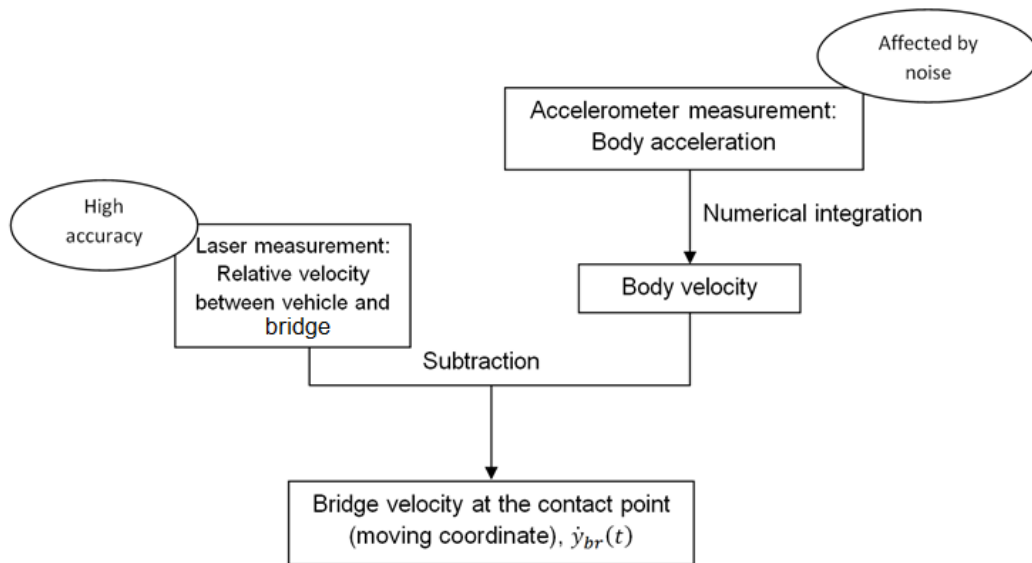 Affected by
noise
Accelerometer measurement:
Body acceleration
High
accuracy
Numerical integration
Laser measurement:
Relative velocity
between vehicle and
bridge
Body velocity
Subtraction
Bridge velocity at the contact point
(moving coordinate), ẏ_br(t)